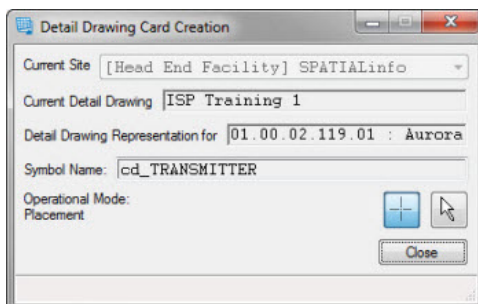 Detail Drawing Card Creation
Current Site [Head End Facility] SPATIALinfo
Current Detail Drawing ISP Training 1
Detail Drawing Representation for 01.00.02.119.01 : Aurora
Symbol Name: cd_TRANSMITTER
Operational Mode:
Placement
Close